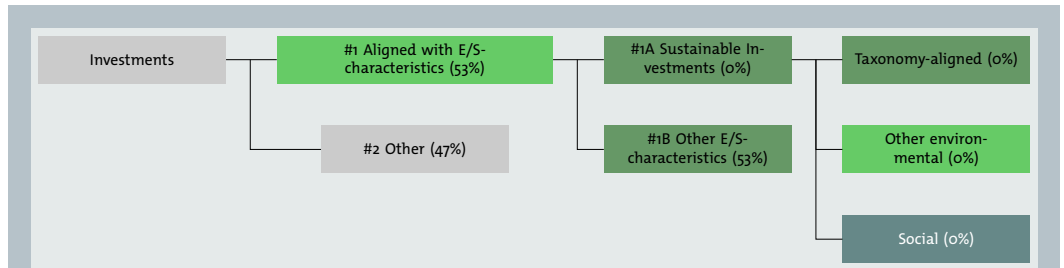 Investments
#1 Aligned with E/S-
characteristics (53%)
#1A Sustainable In-
vestments (0%)
Taxonomy-aligned (0%)
#2 Other (47%)
#1B Other E/S-
characteristics (53%)
Other environ-
mental (0%)
Social (0%)